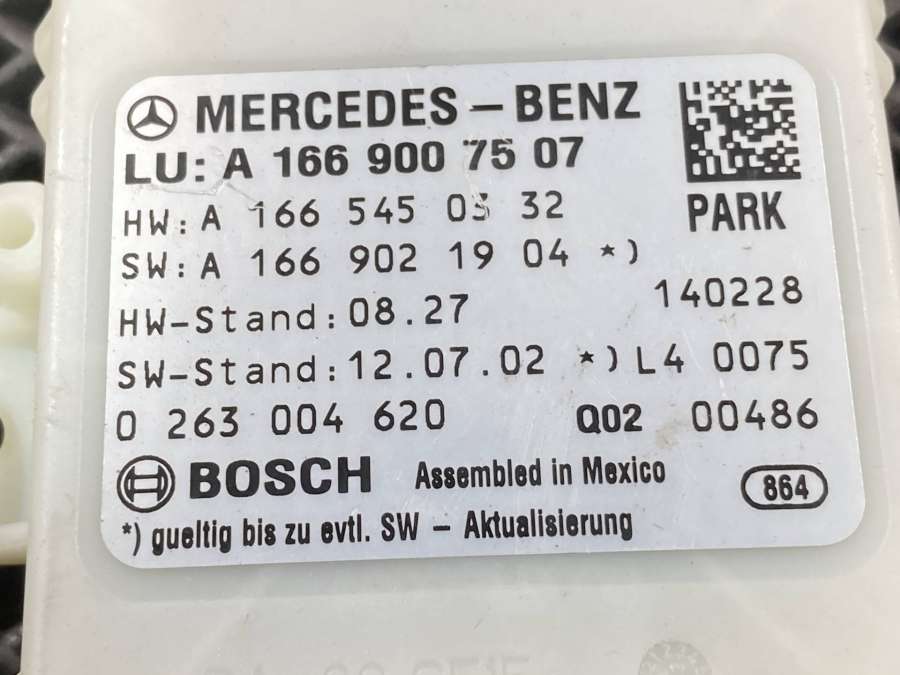 MERCEDES-BENZ
LU: A 166 900 75 07
PARK
HW: A 166 545 03 32
SW: A 166 902 19 04 *)
HW-Stand: 08.27
140228
SW-Stand: 12.07.02 *) L4 0075
0 263 004 620 Q02 00486
BOSCH Assembled in Mexico
864
*) gueltig bis zu evtl. SW - Aktualisierung